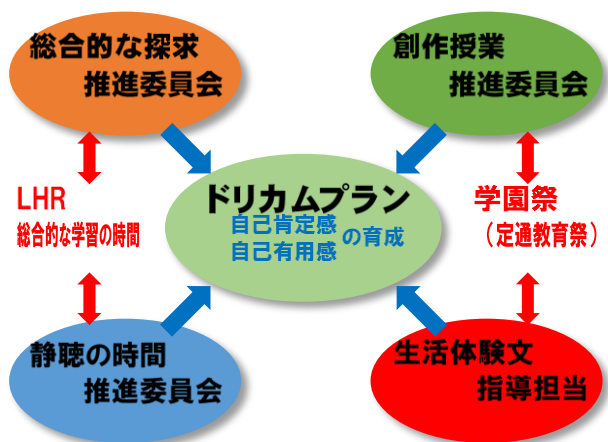 総合的な探求
推進委員会
創作授業
推進委員会
LHR
総合的な学習の時間
ドリカムプラン
自己肯定感
自己有用感
の育成
学園祭
（定通教育祭）
静聴の時間
推進委員会
生活体験文
指導担当